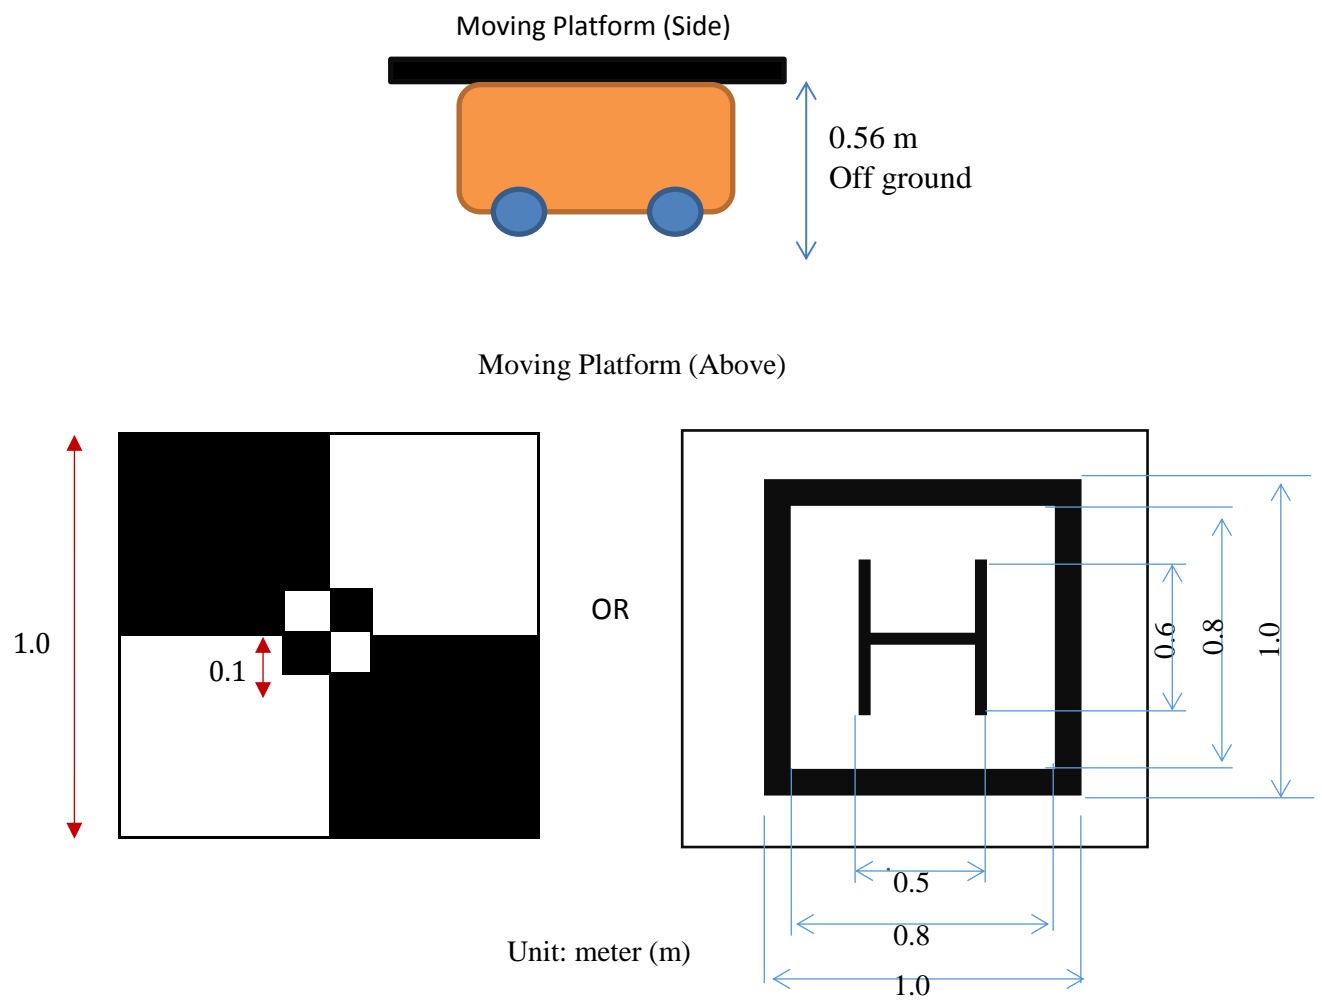 Moving Platform (Side)
0.56 m
Off ground
Moving Platform (Above)
1.0
0.1
OR
H
0.6
0.8
1.0
0.5
0.8
1.0
Unit: meter (m)